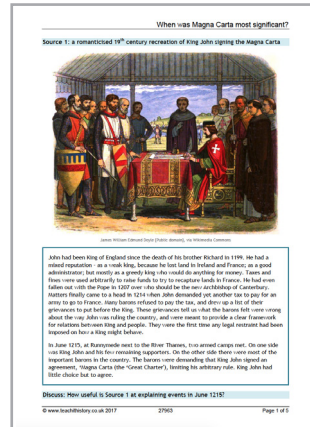 When was Magna Carta most significant?
Source 1: a romanticised 19th century recreation of King John signing the Magna Carta
James William Edmund Doyle [Public domain], via Wikimedia Commons
John had been King of England since the death of his brother Richard in 1199. He had a
mixed reputation - as a weak king, because he lost land in Ireland and France; as a good
administrator; but mostly as a greedy king who would do anything for money. Taxes and
fines were used arbitrarily to raise funds to try to recapture lands in France. He had even
fallen out with the Pope in 1207 over who should be the new Archbishop of Canterbury.
Matters finally came to a head in 1214 when John demanded yet another tax to pay for an
army to go to France. Many barons refused to pay the tax, and drew up a list of their
grievances to put before the King. These grievances tell us what the barons felt were wrong
about the way John was ruling the country, and were meant to provide a clear framework
for relations between King and people. They were the first time any legal restraint had been
imposed on how a King might behave.
In June 1215, at Runnymede next to the River Thames, two armed camps met. On one side
was King John and his few remaining supporters. On the other side there were most of the
important barons in the country. The barons were demanding that King John signed an
agreement, 'Magna Carta (the 'Great Charter'), limiting his arbitrary rule. King John had
little choice but to agree.
Discuss: How useful is Source 1 at explaining events in 1215?
© www.teachithistory.co.uk 2017
27963
Page 1 of 5